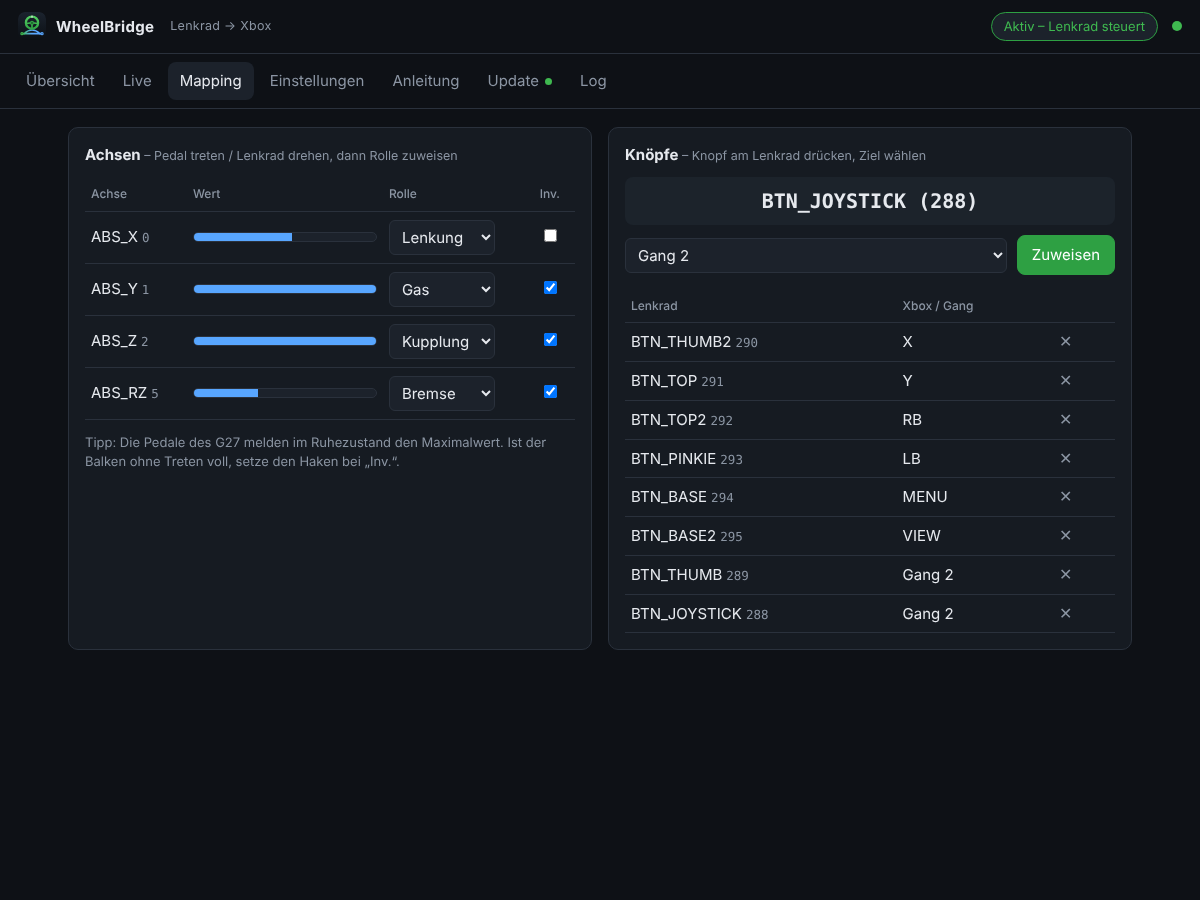 WheelBridge Lenkrad → Xbox Aktiv – Lenkrad steuert
Übersicht Live Mapping Einstellungen Anleitung Update Log
Achsen – Pedal treten / Lenkrad drehen, dann Rolle zuweisen
Achse Wert Rolle Inv.
ABS_X 0 Lenkung
ABS_Y 1 Gas
ABS_Z 2 Kupplung
ABS_RZ 5 Bremse
Tipp: Die Pedale des G27 melden im Ruhezustand den Maximalwert. Ist der
Balken ohne Treten voll, setze den Haken bei „Inv.“.
Knöpfe – Knopf am Lenkrad drücken, Ziel wählen
BTN_JOYSTICK (288)
Gang 2 Zuweisen
Lenkrad Xbox / Gang
BTN_THUMB2 290 X ✕
BTN_TOP 291 Y ✕
BTN_TOP2 292 RB ✕
BTN_PINKIE 293 LB ✕
BTN_BASE 294 MENU ✕
BTN_BASE2 295 VIEW ✕
BTN_THUMB 289 Gang 2 ✕
BTN_JOYSTICK 288 Gang 2 ✕